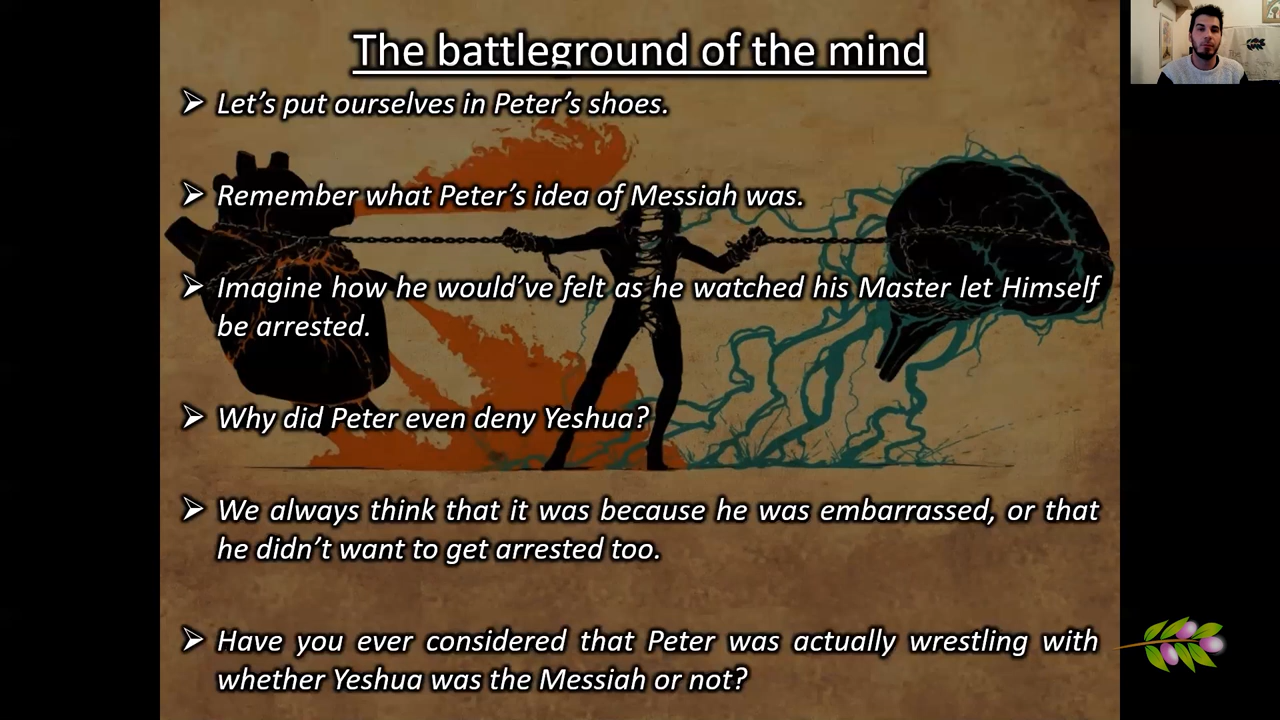 The battleground of the mind
➢ Let’s put ourselves in Peter’s shoes.
➢ Remember what Peter’s idea of Messiah was.
➢ Imagine how he would’ve felt as he watched his Master let Himself
be arrested.
➢ Why did Peter even deny Yeshua?
➢ We always think that it was because he was embarrassed, or that
he didn’t want to get arrested too.
➢ Have you ever considered that Peter was actually wrestling with
whether Yeshua was the Messiah or not?